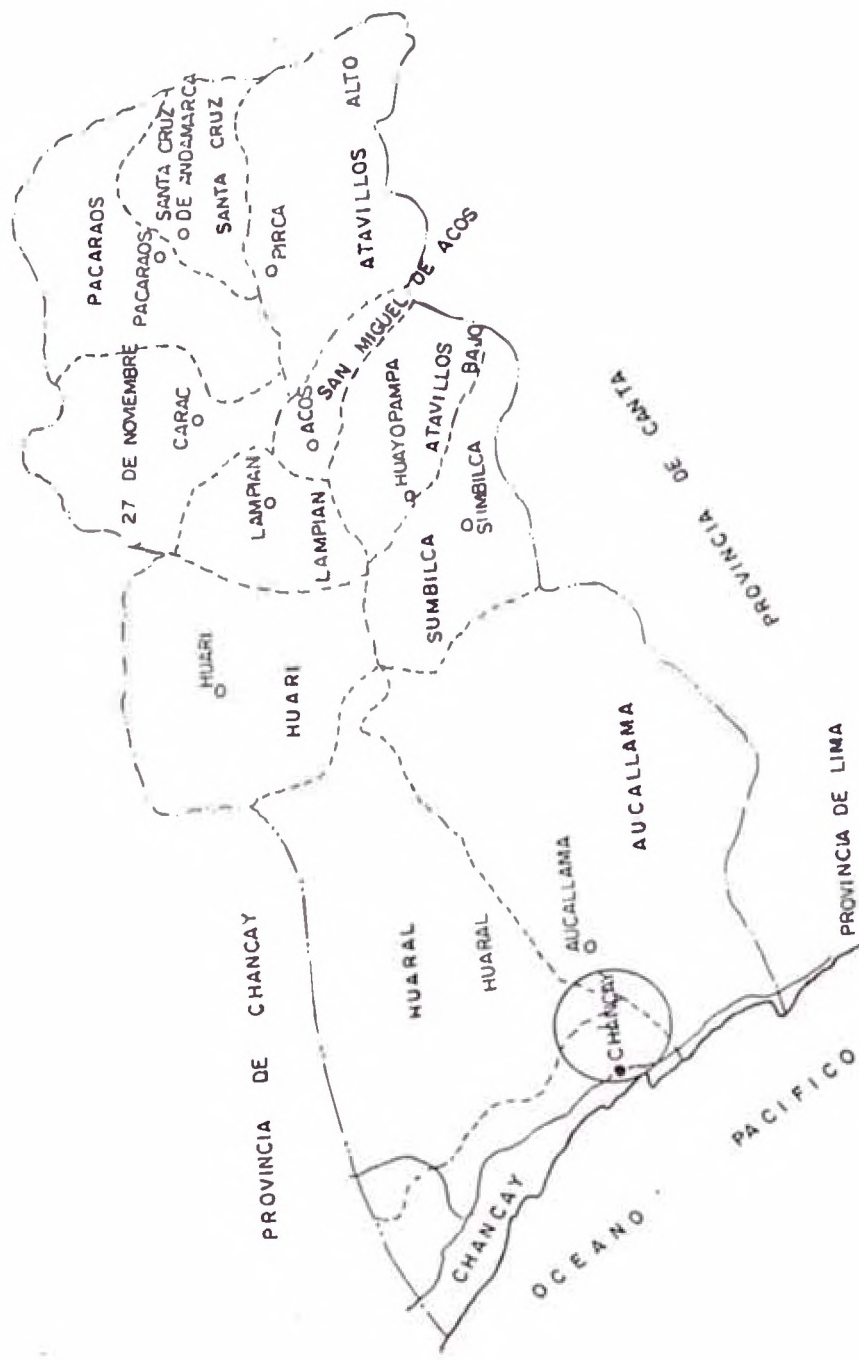 PACARAOS
SANTA CRUZ
DE ANDAMARCA
SANTA CRUZ
PACARAOS
PIRCA
ATAVILLOS
ALTO
27 DE NOVIEMBRE
CARAC
LAMPIAN
LAMPIAN
ACOS
SAN MIGUEL DE ACOS
HUAYOPAMPA
ATAVILLOS
BAJO
SUMBILCA
SUMBILCA
HUARI
HUARI
PROVINCIA DE CANTA
PROVINCIA DE CHANCAY
HUARAL
HUARAL
AUCALLAMA
AUCALLAMA
CHANCAY
CHANCAY
OCEANO PACIFICO
PROVINCIA DE LIMA